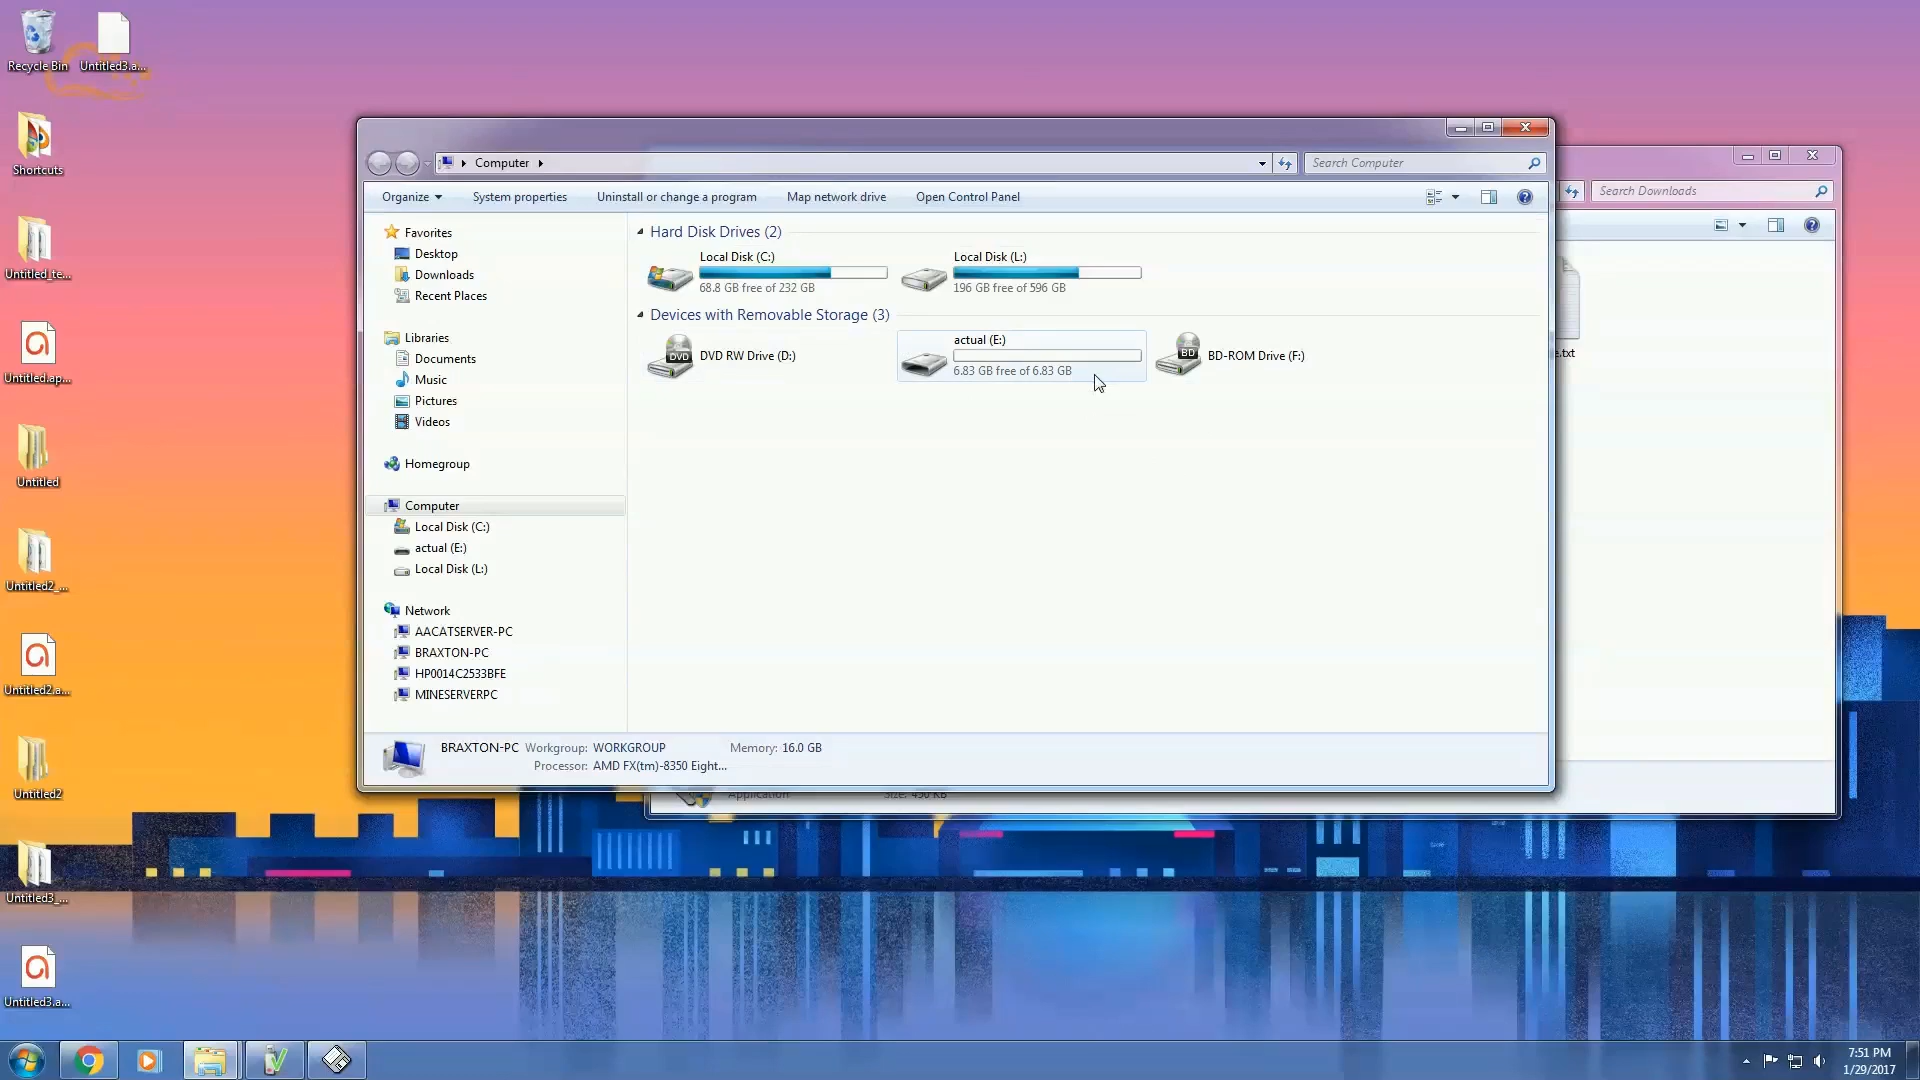 Recycle Bin
Untitled3.a...
Shortcuts
Untitled_te...
Untitled.ap...
Untitled
Untitled2_...
Untitled2.a...
Untitled2
Untitled3_...
Untitled3.a...
Computer
Search Computer
Organize
System properties
Uninstall or change a program
Map network drive
Open Control Panel
Favorites
Desktop
Downloads
Recent Places
Libraries
Documents
Music
Pictures
Videos
Homegroup
Computer
Local Disk (C:)
actual (E:)
Local Disk (L:)
Network
AACATSERVER-PC
BRAXTON-PC
HP0014C2533BFE
MINESERVERPC
Hard Disk Drives (2)
Local Disk (C:)
68.8 GB free of 232 GB
Local Disk (L:)
196 GB free of 596 GB
Devices with Removable Storage (3)
DVD
DVD RW Drive (D:)
actual (E:)
6.83 GB free of 6.83 GB
BD
BD-ROM Drive (F:)
BRAXTON-PC Workgroup: WORKGROUP Memory: 16.0 GB
Processor: AMD FX(tm)-8350 Eight...
Search Downloads
e.txt
Application Size: 450 KB
7:51 PM
1/29/2017